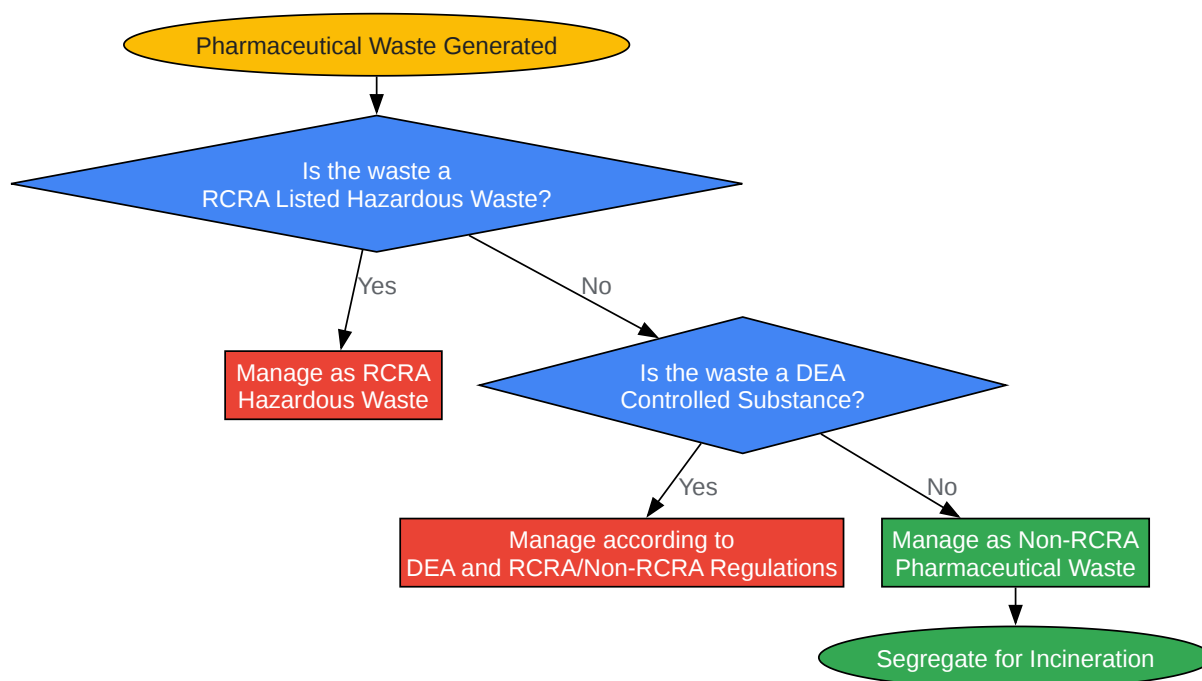 Pharmaceutical Waste Generated
Is the waste a
RCRA Listed Hazardous Waste?
Yes
No
Manage as RCRA
Hazardous Waste
Is the waste a DEA
Controlled Substance?
Yes
No
Manage according to
DEA and RCRA/Non-RCRA Regulations
Manage as Non-RCRA
Pharmaceutical Waste
Segregate for Incineration